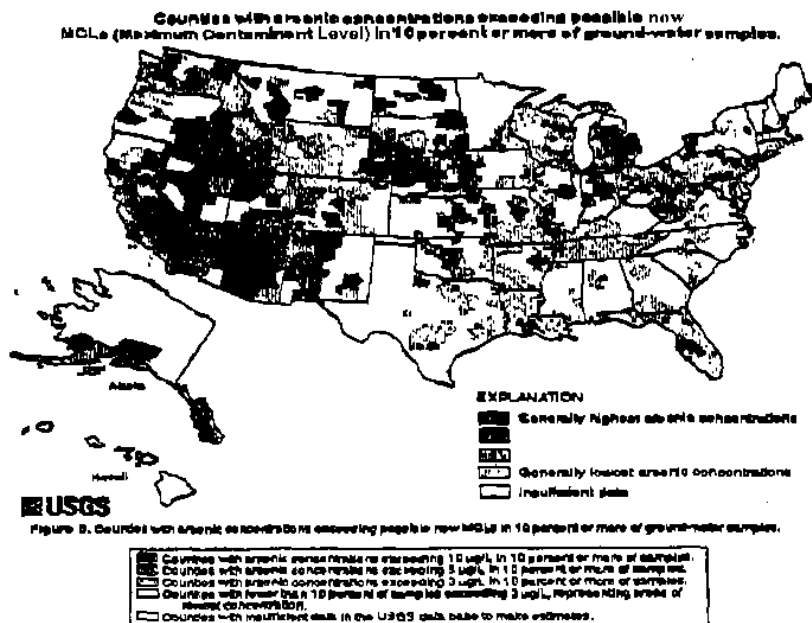 Counties with arsenic concentrations exceeding possible new
MCLs (Maximum Contaminant Level) in 10 percent or more of ground-water samples.
Alaska
Hawaii
EXPLANATION
Generally highest arsenic concentrations
Generally lowest arsenic concentrations
Insufficient data
USGS
Counties with arsenic concentrations exceeding possible new MCLs in 10 percent or more of ground-water samples.
Counties with arsenic concentrations exceeding 10 ug/L in 10 percent or more of samples.
Counties with arsenic concentrations exceeding 5 ug/L in 10 percent or more of samples.
Counties with arsenic concentrations exceeding 3 ug/L in 10 percent or more of samples.
Counties with fewer than 10 percent of samples exceeding 3 ug/L, representing areas of
lowest concentration.
Counties with insufficient data in the USGS data base to make estimates.